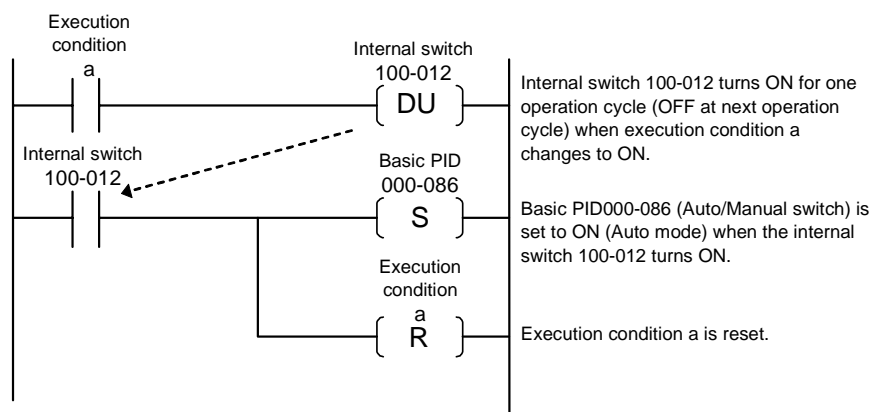 Execution
condition
a
Internal switch
100-012
DU
Internal switch 100-012 turns ON for one
operation cycle (OFF at next operation
cycle) when execution condition a
changes to ON.
Internal switch
100-012
Basic PID
000-086
S
Basic PID000-086 (Auto/Manual switch) is
set to ON (Auto mode) when the internal
switch 100-012 turns ON.
Execution
condition
a
R
Execution condition a is reset.